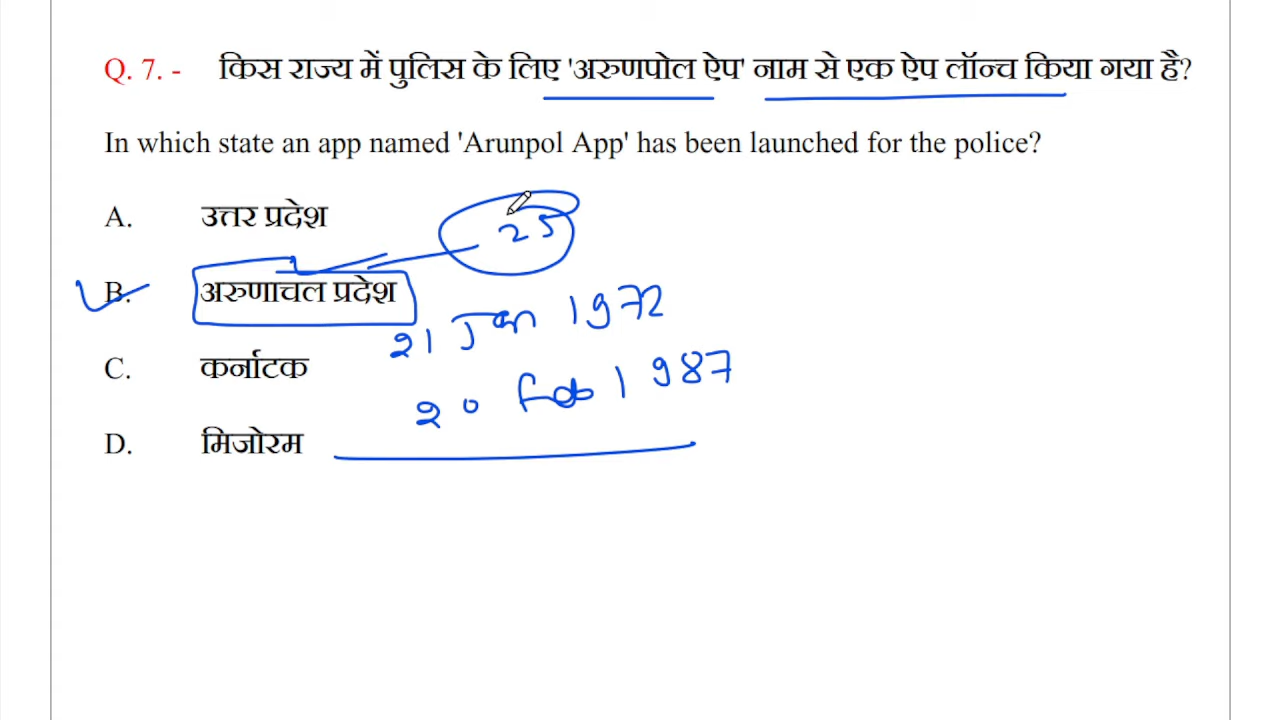 Q. 7. - किस राज्य में पुलिस के लिए 'अरुणपोल ऐप' नाम से एक ऐप लॉन्च किया गया है?
In which state an app named 'Arunpol App' has been launched for the police?
A. उत्तर प्रदेश
25
B. अरुणाचल प्रदेश
21 Jan 1972
C. कर्नाटक
20 Feb 1987
D. मिजोरम